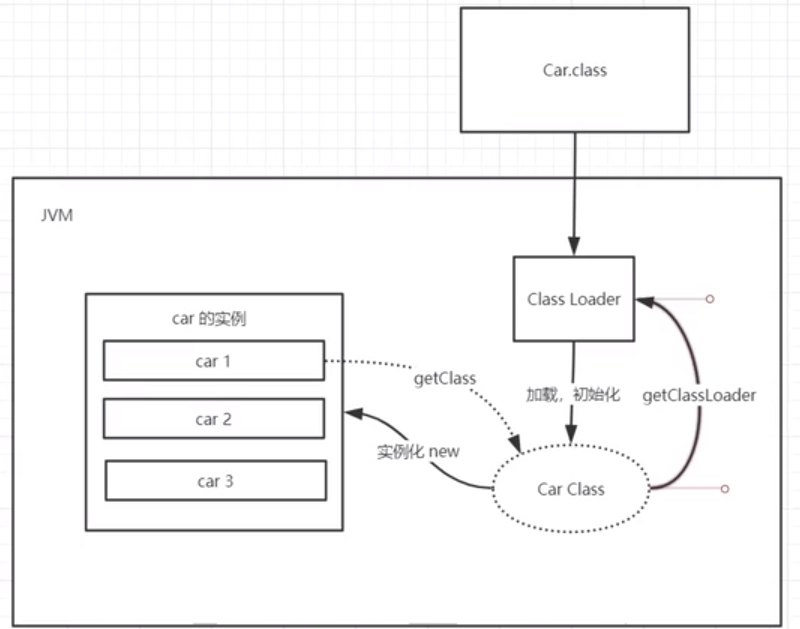 Car.class
JVM
Class Loader
car 的实例
car 1
getClass
加载，初始化
getClassLoader
car 2
实例化 new
car 3
Car Class